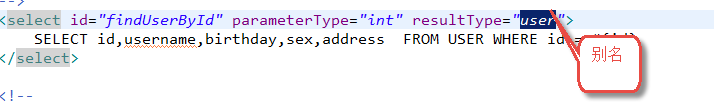 -->
<select id="findUserById" parameterType="int" resultType="user">
SELECT id,username,birthday,sex,address FROM USER WHERE id
</select>
<!--
别名